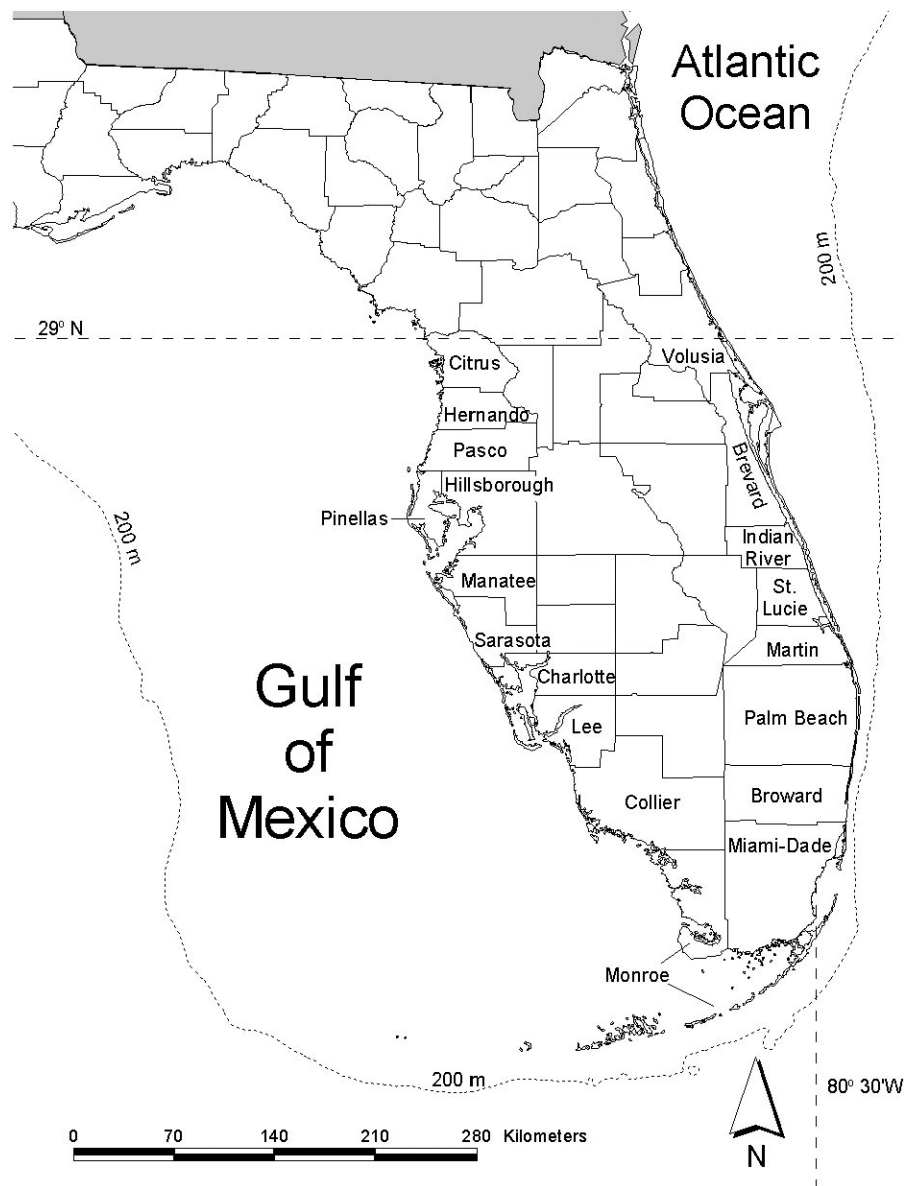 Atlantic
Ocean
200 m
29° N
Citrus
Volusia
Hernando
Pasco
Brevard
Hillsborough
Pinellas
200 m
Indian
River
Manatee
St.
Lucie
Sarasota
Martin
Charlotte
Gulf
of
Mexico
Lee
Palm Beach
Collier
Broward
Miami-Dade
Monroe
200 m
80° 30'W
0 70 140 210 280 Kilometers
N